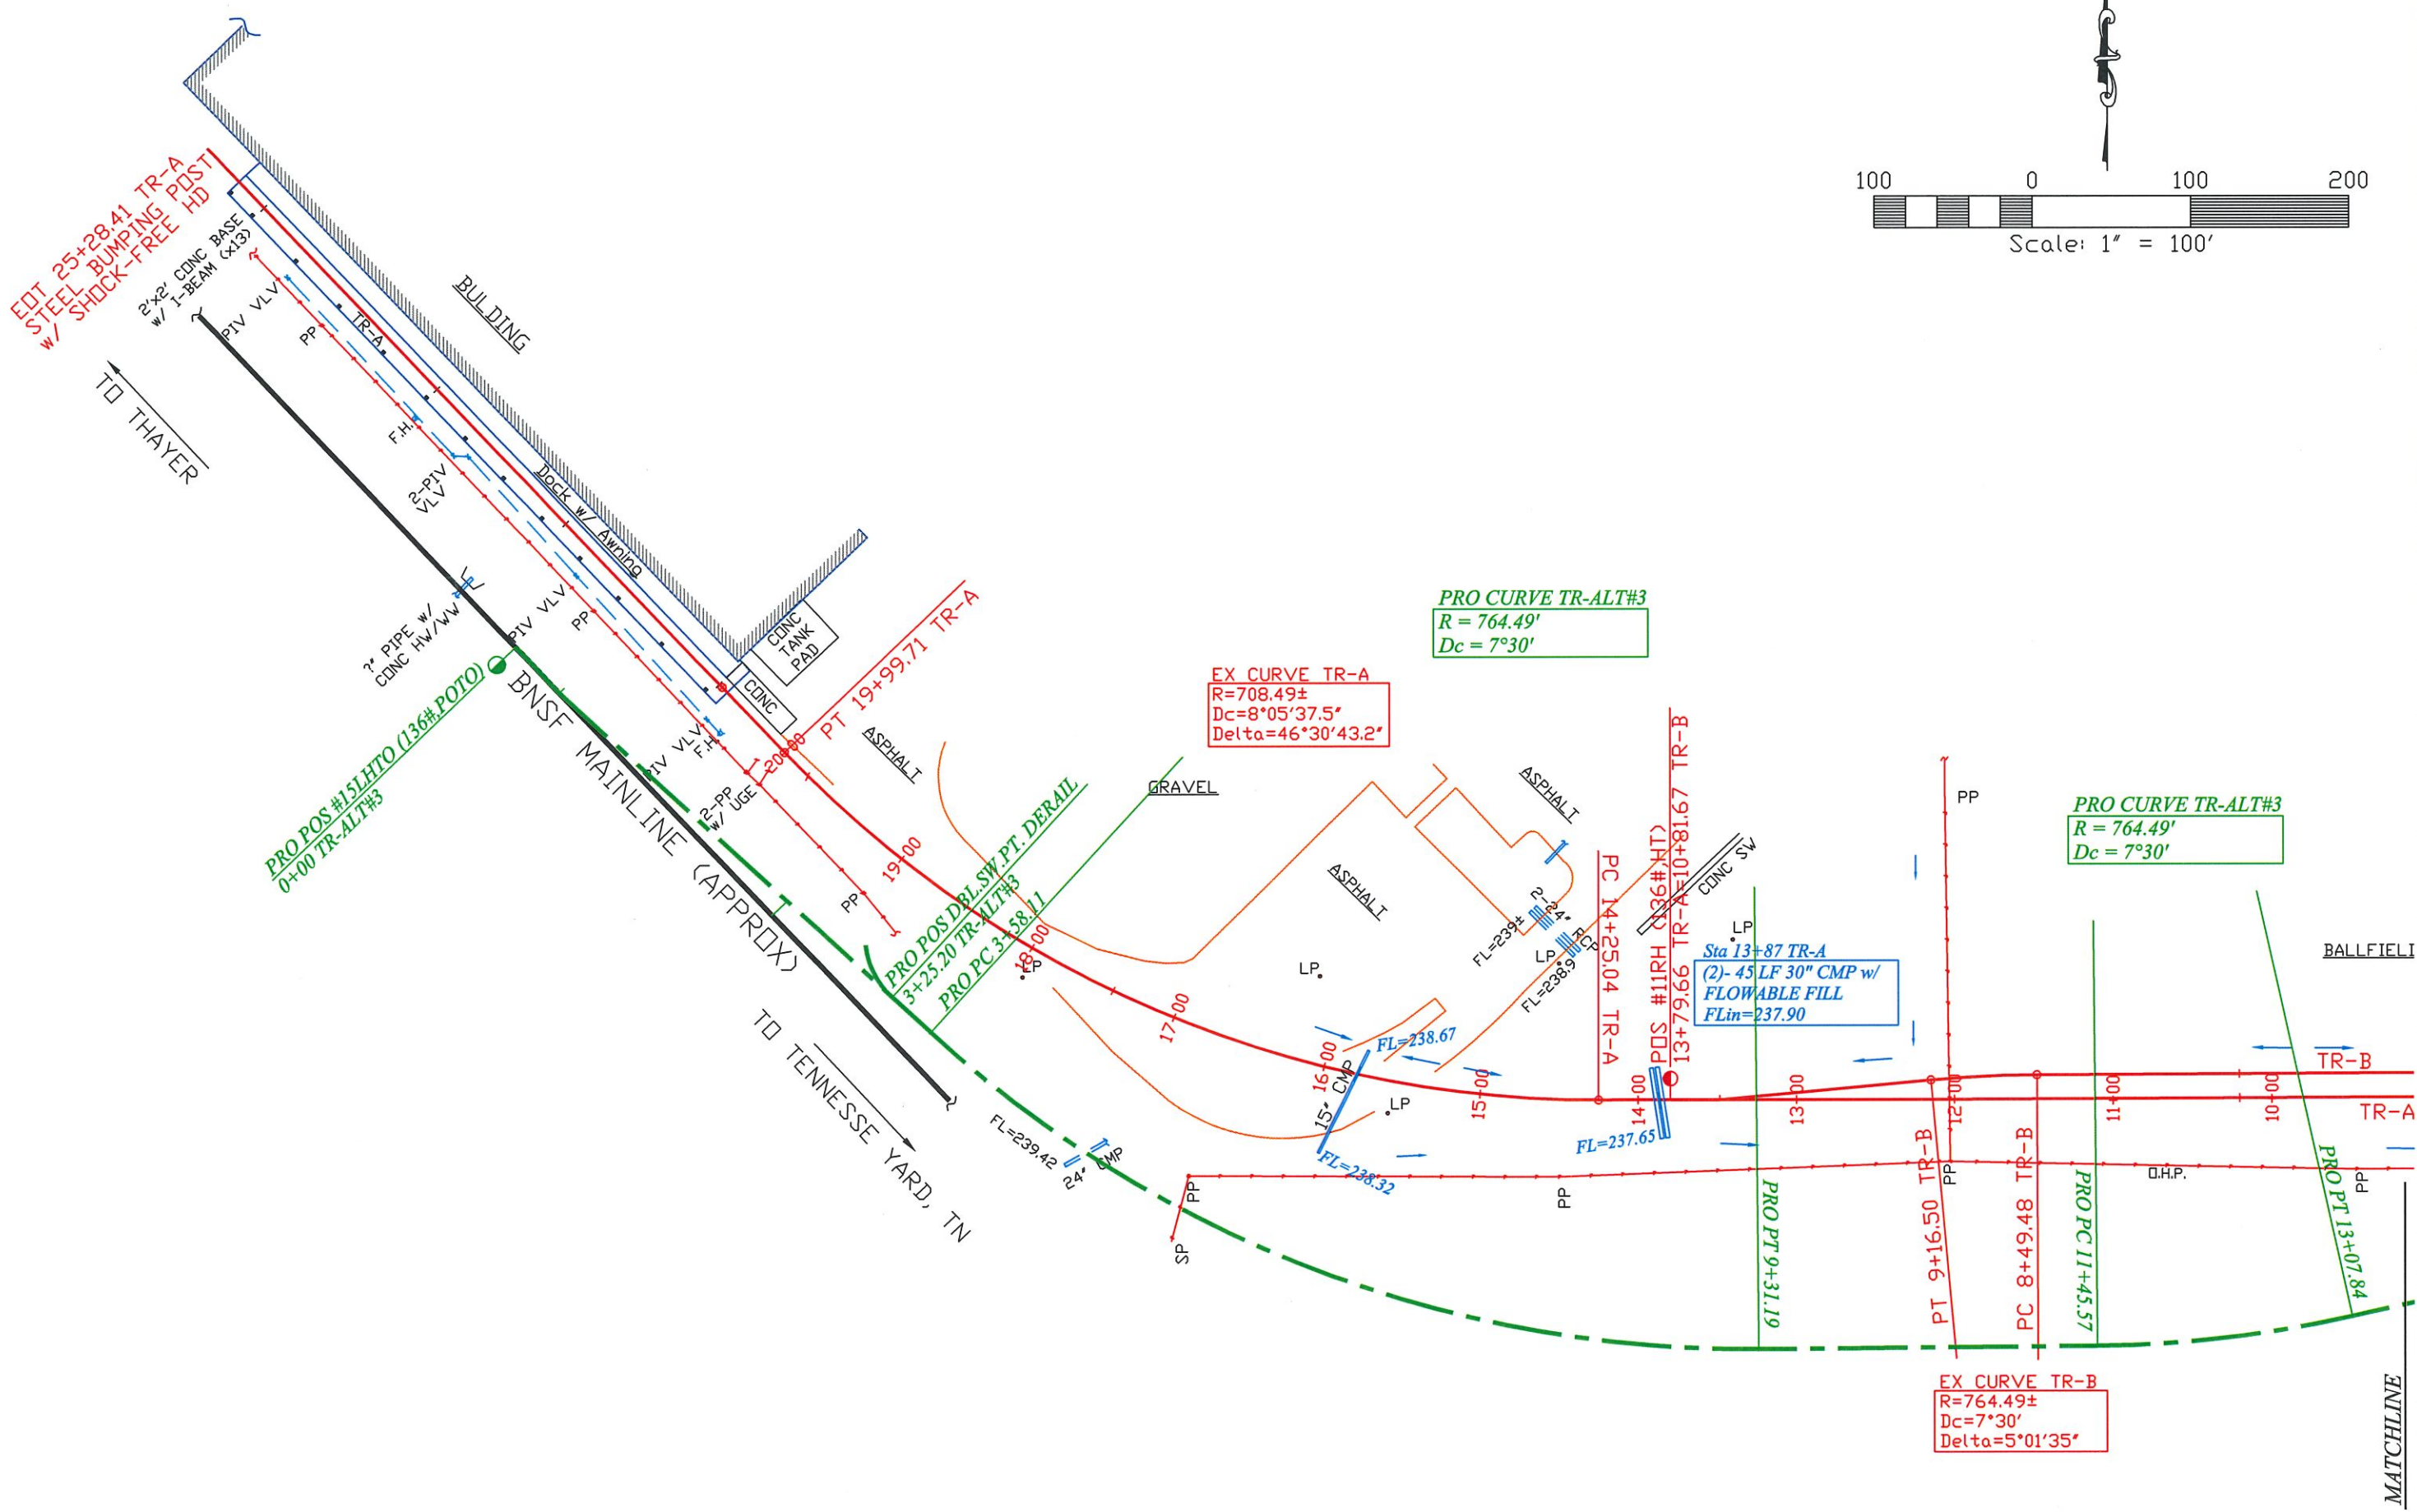 100 0 100 200
Scale: 1" = 100'
EOT 25+28.41 TR-A
STEEL BUMPING POST
w/ SHOCK-FREE HD
2'x2' CONC BASE
w/ I-BEAM (x13)
PIV VLV
PP
TR-A
BULDING
TO THAYER
F.H.
2-PIV
VLV
Dock w/ Awning
?" PIPE w/
CONC HW/WW
PIV VLV
PP
CONC
TANK
PAD
CONC
PT 19+99.71 TR-A
PRO POS #15LHTO (136#,POTO)
0+00 TR-ALT#3
BNSF MAINLINE (APPROX)
PIV VLV
F.H.
20+00
2-PP
w/ UGE
ASPHALT
PP
19+00
PRO POS DBL.SW.PT. DERAIL
3+25.20 TR-ALT#3
PRO PC 3+58.11
18+00
LP
TO TENNESSE YARD, TN
EX CURVE TR-A
R=708.49±
Dc=8°05'37.5"
Delta=46°30'43.2"
GRAVEL
PRO CURVE TR-ALT#3
R = 764.49'
Dc = 7°30'
ASPHALT
ASPHALT
2-24" RCP
FL=239±
FL=238.9
LP
LP
CONC SW
LP
17+00
16+00
15" CMP
FL=238.67
FL=238.32
LP
15+00
PC 14+25.04 TR-A
POS #11RH (136#,HT)
13+79.66 TR-A=10+81.67 TR-B
Sta 13+87 TR-A
(2)- 45 LF 30" CMP w/
FLOWABLE FILL
FLin=237.90
14+00
FL=237.65
13+00
12+00
11+00
10+00
PP
PRO CURVE TR-ALT#3
R = 764.49'
Dc = 7°30'
BALLFIELI
TR-B
TR-A
FL=239.42
24" CMP
PP
SP
PP
PP
O.H.P.
PP
PRO PT 9+31.19
PT 9+16.50 TR-B
PC 8+49.48 TR-B
PRO PC 11+45.57
PRO PT 13+07.84
EX CURVE TR-B
R=764.49±
Dc=7°30'
Delta=5°01'35"
MATCHLINE